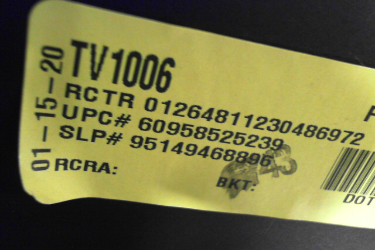 01-15-20
TV1006
RCTR 01264811230486972
UPC# 60958525239
SLP# 95149468896
RCRA:
BKT:
DOT